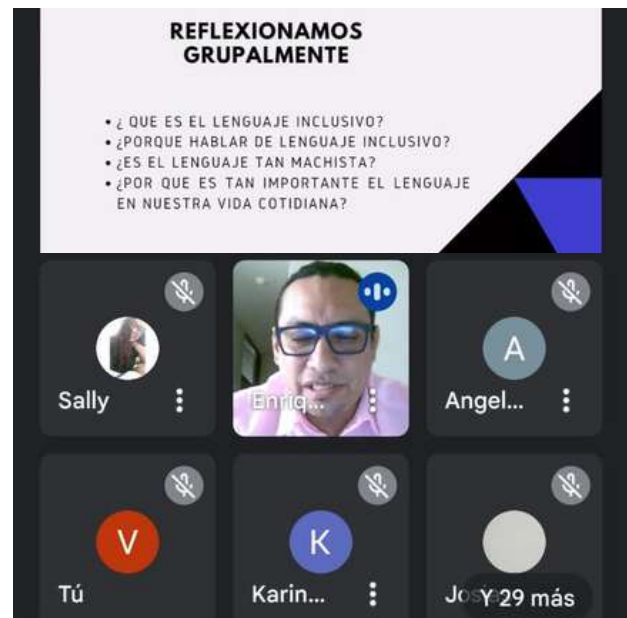 REFLEXIONAMOS
GRUPALMENTE
• ¿ QUE ES EL LENGUAJE INCLUSIVO?
• ¿PORQUE HABLAR DE LENGUAJE INCLUSIVO?
• ¿ES EL LENGUAJE TAN MACHISTA?
• ¿POR QUE ES TAN IMPORTANTE EL LENGUAJE
EN NUESTRA VIDA COTIDIANA?
Sally
Enriq...
Angel...
A
V
K
Tú
Karin...
Y 29 más